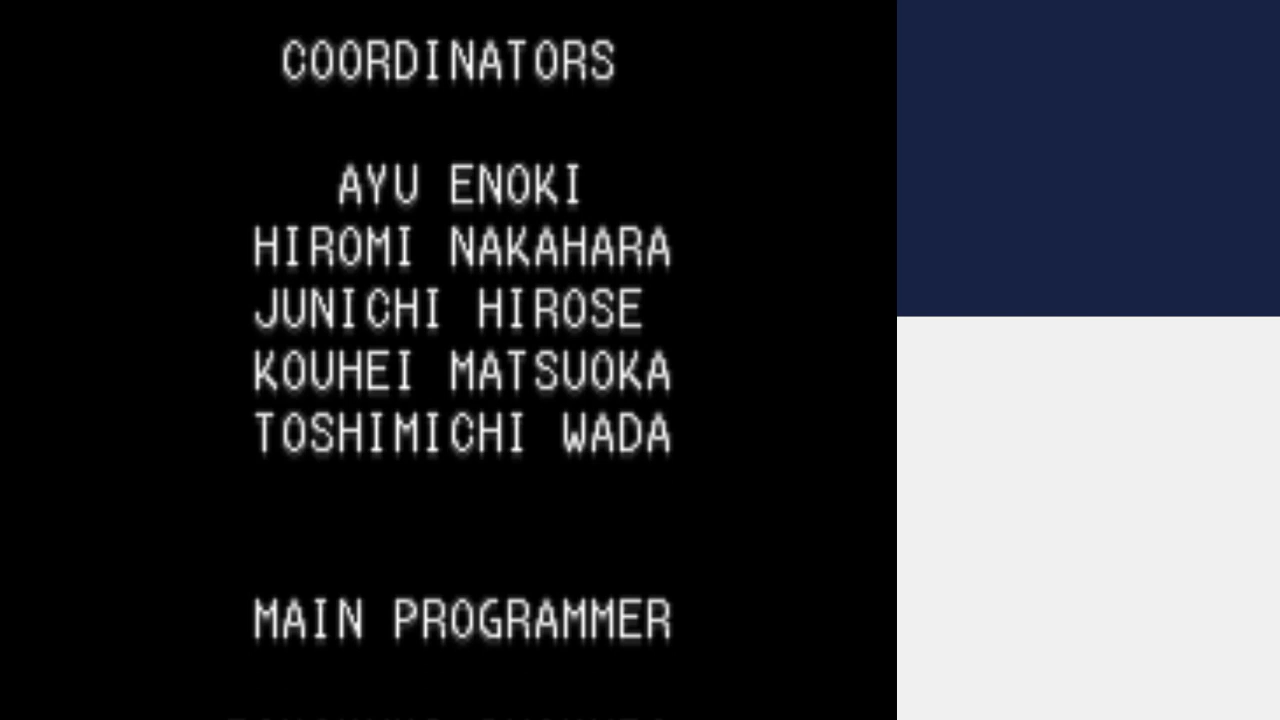 COORDINATORS
AYU ENOKI
HIROMI NAKAHARA
JUNICHI HIROSE
KOUHEI MATSUOKA
TOSHIMICHI WADA
MAIN PROGRAMMER